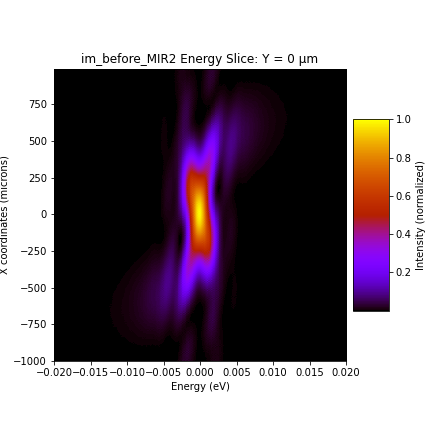 im_before_MIR2 Energy Slice: Y = 0 μm
X coordinates (microns)
750
500
250
0
−250
−500
−750
−1000
−0.020−0.015−0.010−0.005 0.000 0.005 0.010 0.015 0.020
Energy (eV)
1.0
0.8
0.6
0.4
0.2
Intensity (normalized)